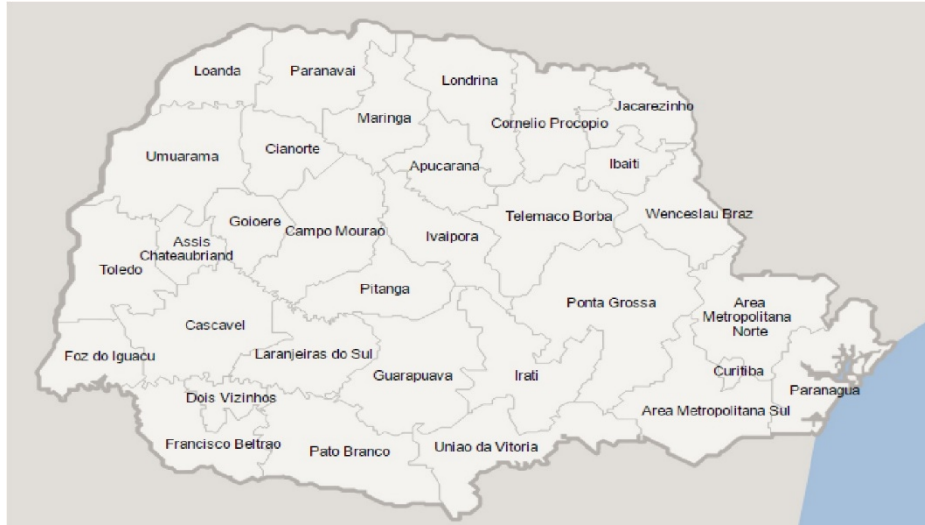 Loanda
Paranavai
Londrina
Jacarezinho
Maringa
Cornelio Procopio
Umuarama
Cianorte
Apucarana
Ibaiti
Goioere
Campo Mourao
Ivaipora
Telemaco Borba
Wenceslau Braz
Assis
Chateaubriand
Toledo
Pitanga
Ponta Grossa
Area
Metropolitana
Norte
Cascavel
Foz do Iguacu
Laranjeiras do Sul
Guarapuava
Irati
Curitiba
Paranagua
Dois Vizinhos
Area Metropolitana Sul
Francisco Beltrao
Pato Branco
Uniao da Vitoria